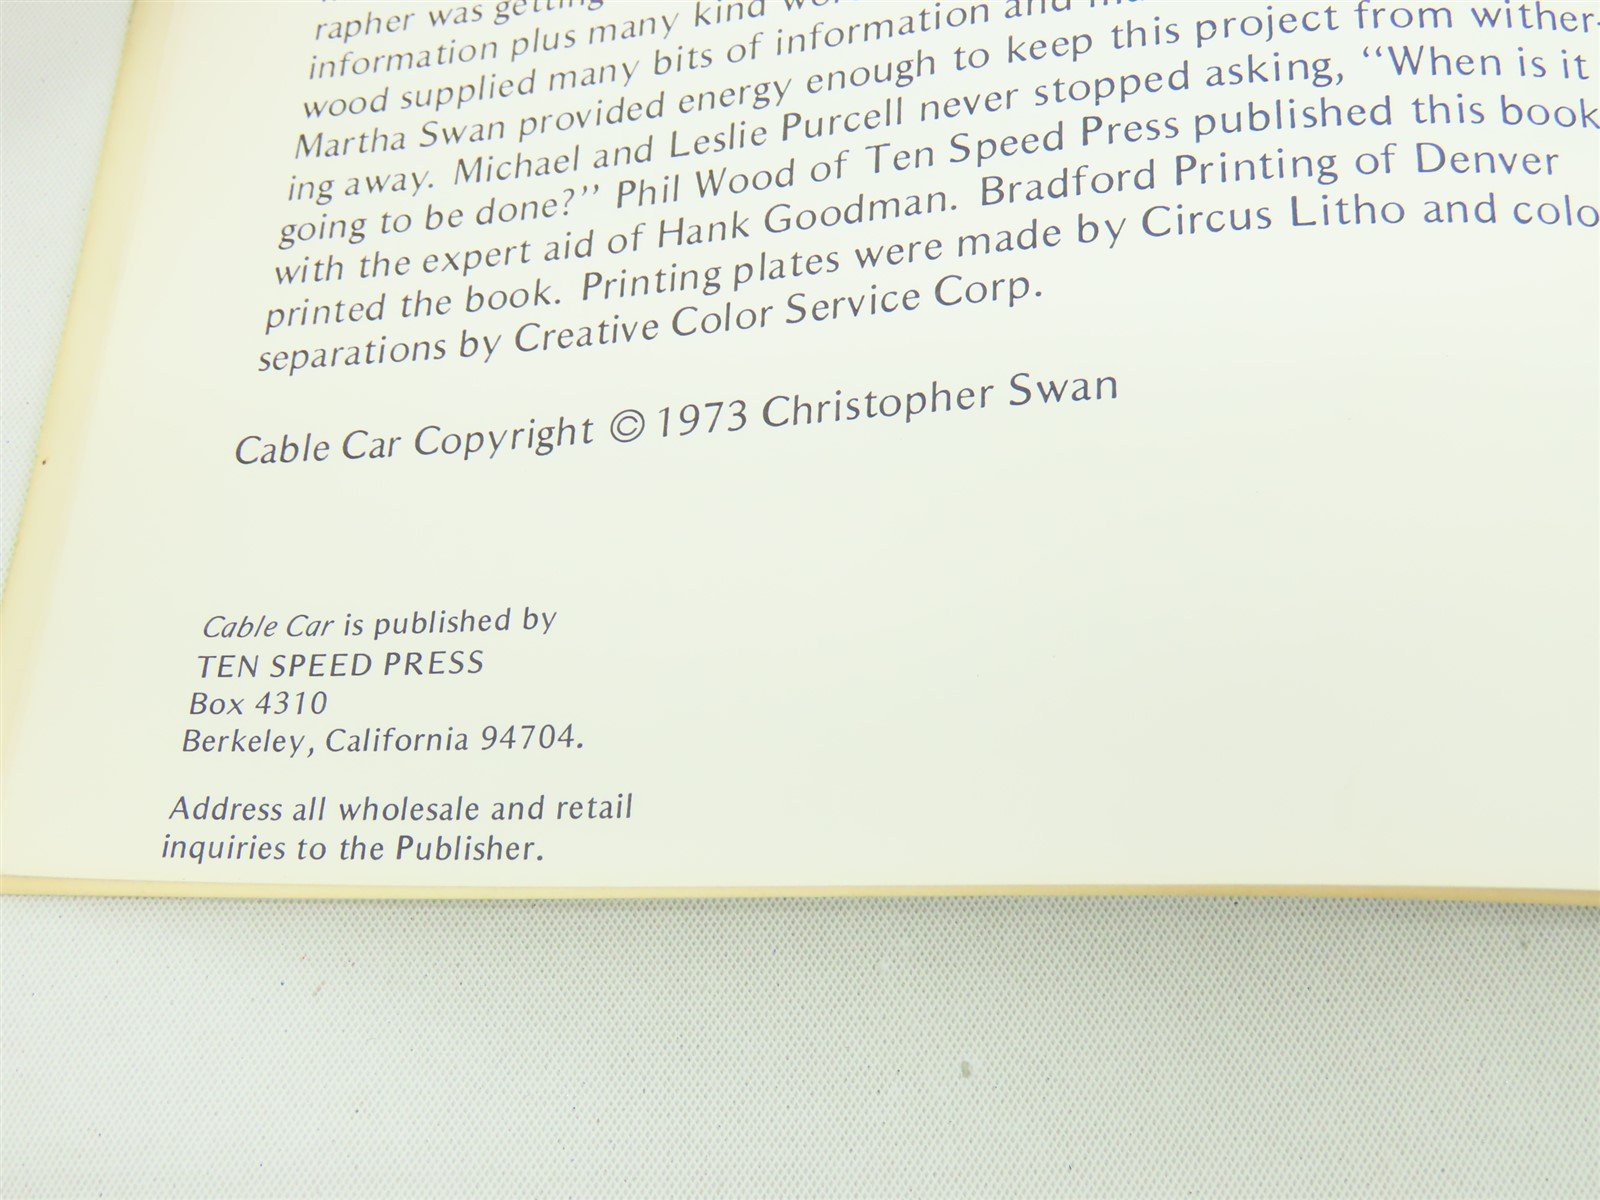 rapher was getting
information plus many kind
wood supplied many bits of information and
Martha Swan provided energy enough to keep this project from wither-
ing away. Michael and Leslie Purcell never stopped asking, “When is it
going to be done?” Phil Wood of Ten Speed Press published this book
with the expert aid of Hank Goodman. Bradford Printing of Denver
printed the book. Printing plates were made by Circus Litho and colo
separations by Creative Color Service Corp.
Cable Car Copyright © 1973 Christopher Swan
Cable Car is published by
TEN SPEED PRESS
Box 4310
Berkeley, California 94704.
Address all wholesale and retail
inquiries to the Publisher.